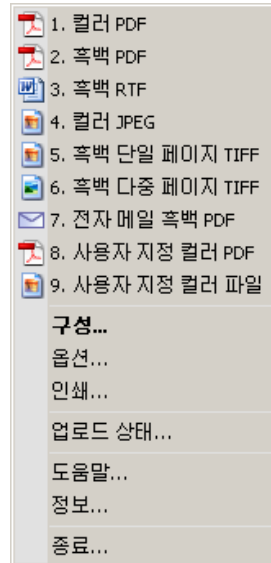 1. 컬러 PDF
2. 흑백 PDF
3. 흑백 RTF
4. 컬러 JPEG
5. 흑백 단일 페이지 TIFF
6. 흑백 다중 페이지 TIFF
7. 전자 메일 흑백 PDF
8. 사용자 지정 컬러 PDF
9. 사용자 지정 컬러 파일
구성...
옵션...
인쇄...
업로드 상태...
도움말...
정보...
종료...